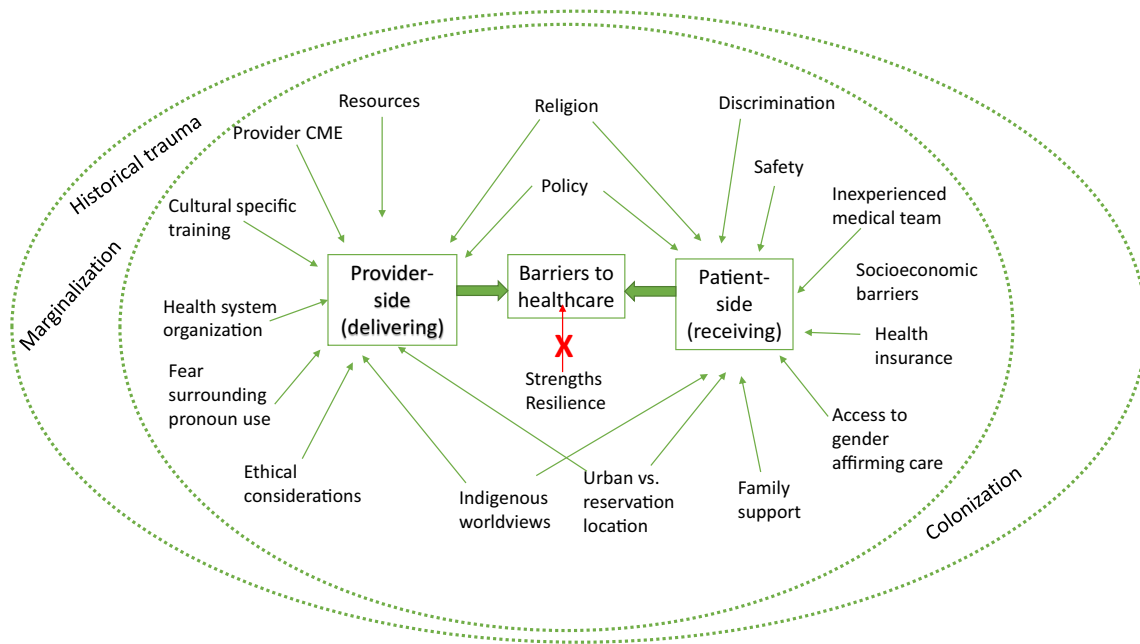 Resources
Religion
Discrimination
Historical trauma
Provider CME
Safety
Policy
Cultural specific
training
Inexperienced
medical team
Marginalization
Provider-
side
(delivering)
Barriers to
healthcare
Patient-
side
(receiving)
Socioeconomic
barriers
Health system
organization
X
Health
insurance
Strengths
Resilience
Fear
surrounding
pronoun use
Access to
gender
affirming care
Ethical
considerations
Indigenous
worldviews
Urban vs.
reservation
location
Family
support
Colonization